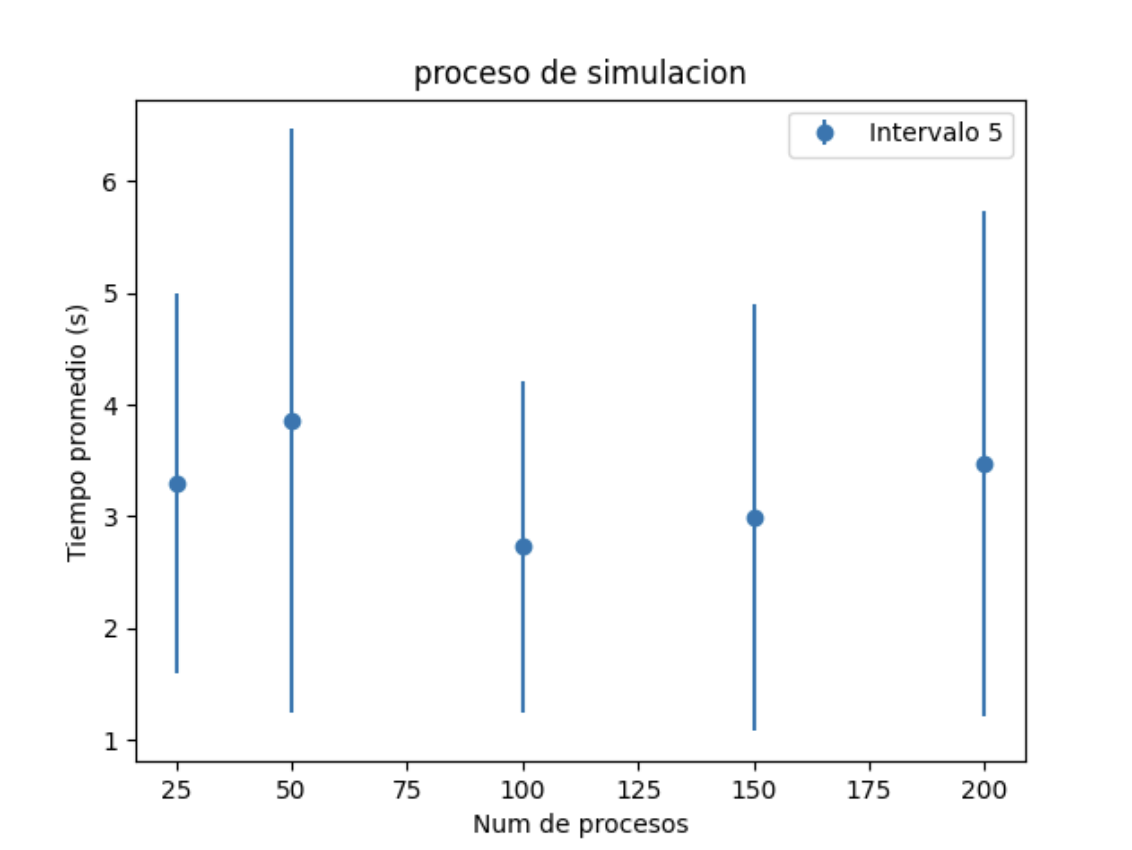 proceso de simulacion
Intervalo 5
Tiempo promedio (s)
6
5
4
3
2
1
25 50 75 100 125 150 175 200
Num de procesos